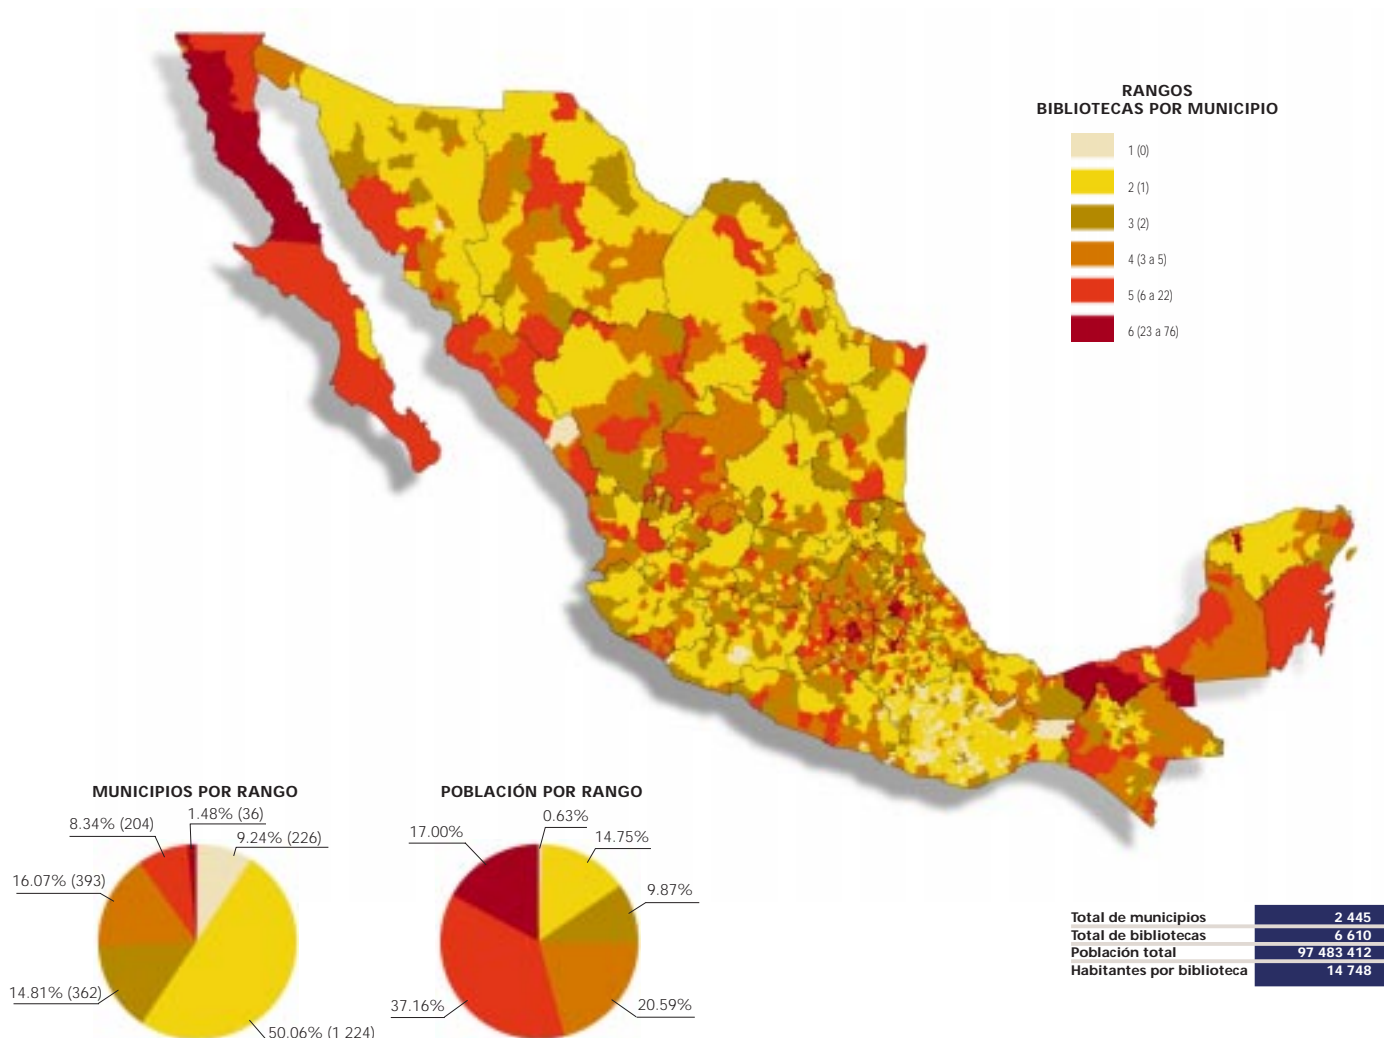 RANGOS
BIBLIOTECAS POR MUNICIPIO
1 (0)
2 (1)
3 (2)
4 (3 a 5)
5 (6 a 22)
6 (23 a 76)
MUNICIPIOS POR RANGO
1.48% (36)
8.34% (204)
9.24% (226)
16.07% (393)
14.81% (362)
50.06% (1 224)
POBLACIÓN POR RANGO
0.63%
17.00%
14.75%
9.87%
37.16%
20.59%
Total de municipios 2 445
Total de bibliotecas 6 610
Población total 97 483 412
Habitantes por biblioteca 14 748